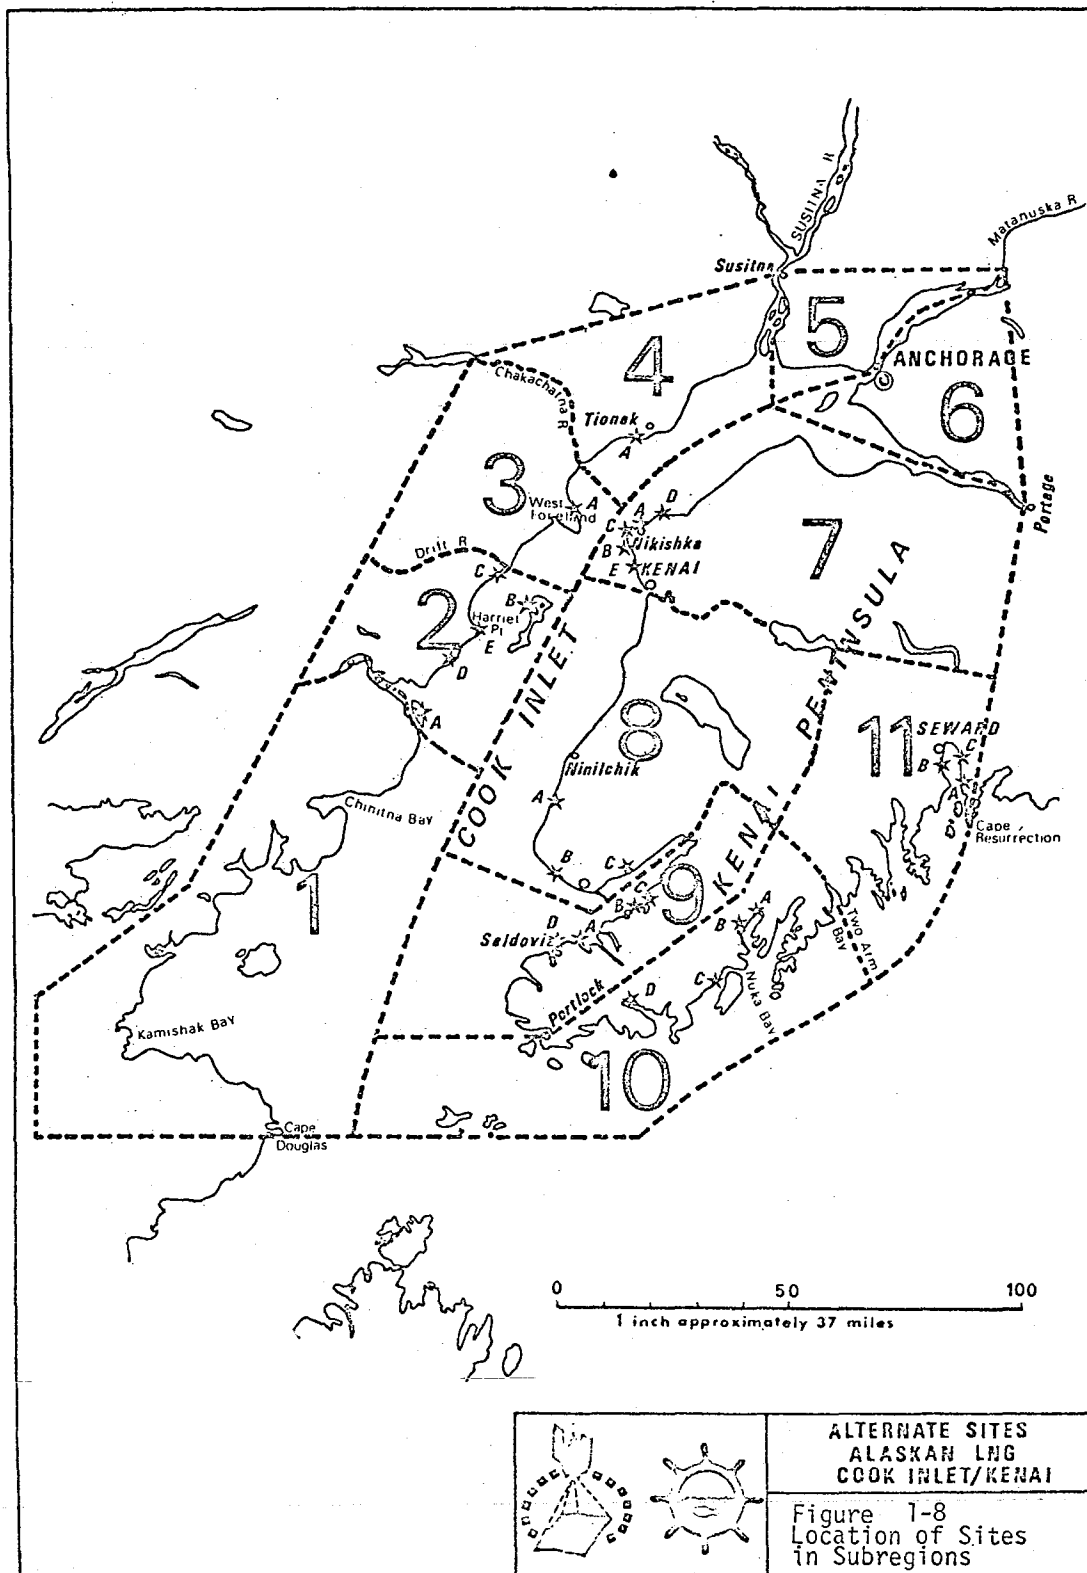 SUSITNA R
Matanuska R
Susitna
5
ANCHORAGE
4
Chakachatna R
6
Tionek
A
3
West Foreland
A
D
A
C
Nikishka
B
Portage
E
KENAI
7
Drift R
C
2
B
Harriet Pt
E
D
A
COOK INLET
KENAI PENINSULA
8
11
SEWARD
C
B
A
D
Cape
Resurrection
Ninilchik
A
Chinitna Bay
B
C
1
9
C
B
A
D
Seldovia
A
B
Two Arm Bay
C
Nuka Bay
Portlock
D
Kamishak Bay
10
Cape
Douglas
0 50 100
1 inch approximately 37 miles
ALTERNATE SITES
ALASKAN LNG
COOK INLET/KENAI
Figure 1-8
Location of Sites
in Subregions